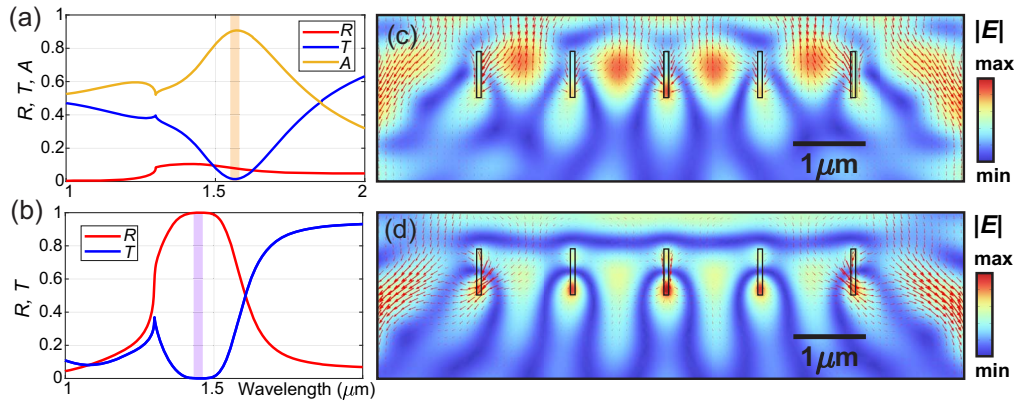 (a)
R, T, A
1
0.8
0.6
0.4
0.2
0
1
1.5
2
R
T
A
(b)
R, T
1
0.8
0.6
0.4
0.2
0
1
1.5
2
Wavelength (μm)
R
T
(c)
1μm
|E|
max
min
(d)
1μm
|E|
max
min